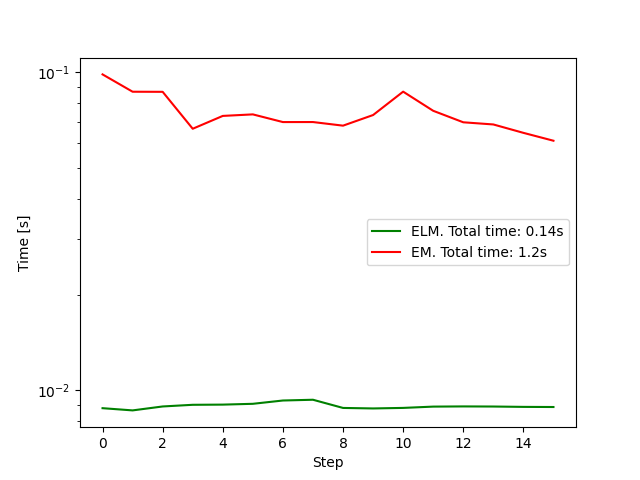 10⁻¹
10⁻²
Time [s]
ELM. Total time: 0.14s
EM. Total time: 1.2s
0 2 4 6 8 10 12 14
Step